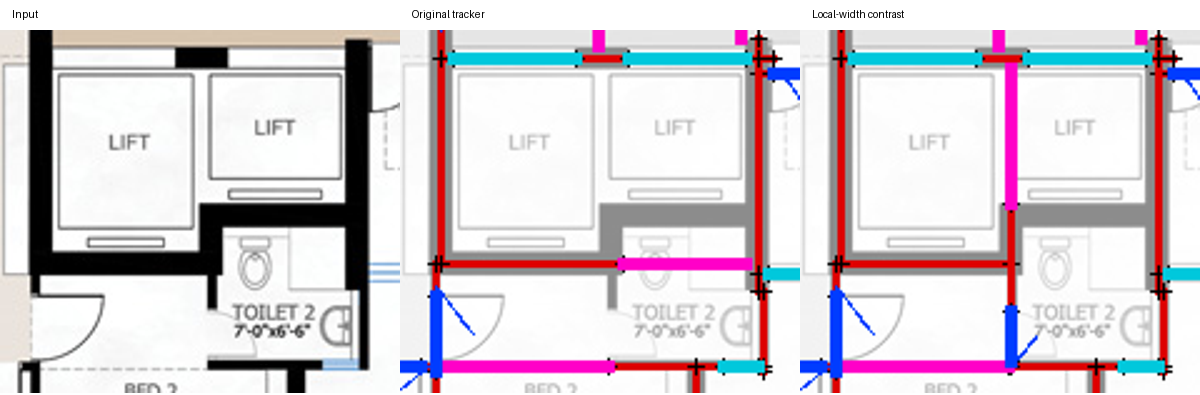 Input
Original tracker
Local-width contrast
LIFT
LIFT
TOILET 2
7'-0"x6'-6"
BED 2
LIFT
LIFT
TOILET 2
7'-0"x6'-6"
BED 2
LIFT
LIFT
TOILET 2
7'-0"x6'-6"
BED 2